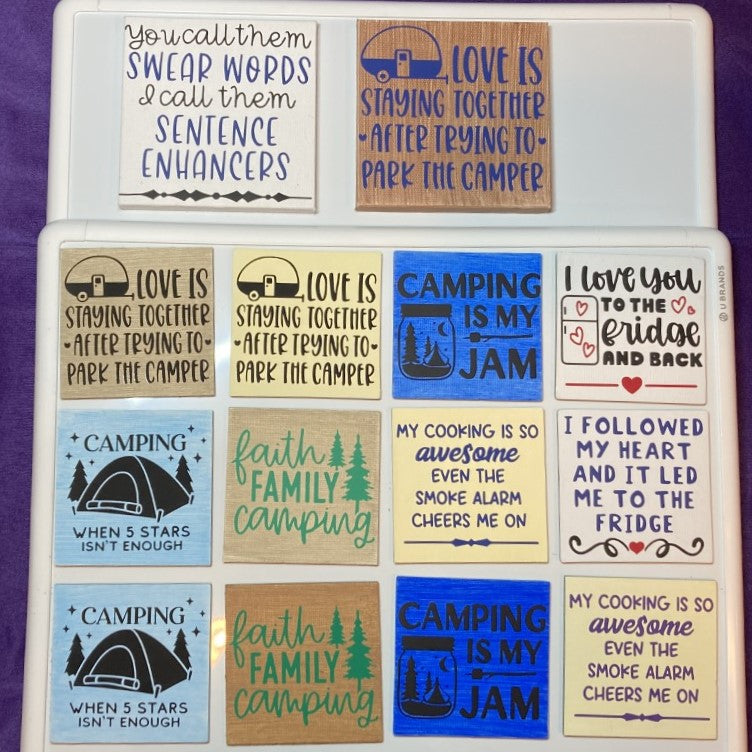 You call them
SWEAR WORDS
I call them
SENTENCE
ENHANCERS
LOVE IS
STAYING TOGETHER
AFTER TRYING TO
PARK THE CAMPER
LOVE IS
STAYING TOGETHER
AFTER TRYING TO
PARK THE CAMPER
LOVE IS
STAYING TOGETHER
AFTER TRYING TO
PARK THE CAMPER
CAMPING
IS MY
JAM
I love you
TO THE
fridge
AND BACK
U BRANDS
CAMPING
WHEN 5 STARS
ISN'T ENOUGH
faith
FAMILY
camping
MY COOKING IS SO
awesome
EVEN THE
SMOKE ALARM
CHEERS ME ON
I FOLLOWED
MY HEART
AND IT LED
ME TO THE
FRIDGE
CAMPING
WHEN 5 STARS
ISN'T ENOUGH
faith
FAMILY
camping
CAMPING
IS MY
JAM
MY COOKING IS SO
awesome
EVEN THE
SMOKE ALARM
CHEERS ME ON